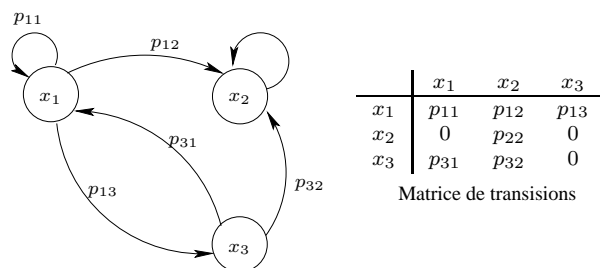 p11
p12
x1
x2
p31
p13
p32
x3
x1 x2 x3
x1 p11 p12 p13
x2 0 p22 0
x3 p31 p32 0
Matrice de transisions